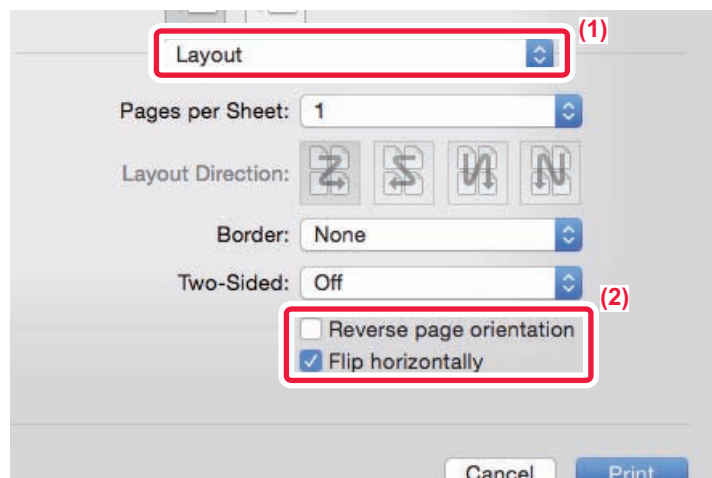 (1)
Layout
Pages per Sheet: 1
Layout Direction:
Border: None
Two-Sided: Off
(2)
Reverse page orientation
Flip horizontally
Cancel Print